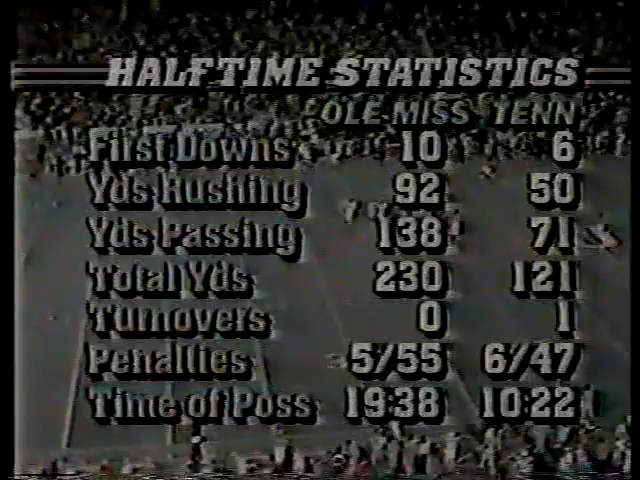 HALFTIME STATISTICS
OLE MISS TENN
First Downs 10 6
Yds Rushing 92 50
Yds Passing 138 71
Total Yds 230 121
Turnovers 0 1
Penalties 5/55 6/47
Time of Poss 19:38 10:22